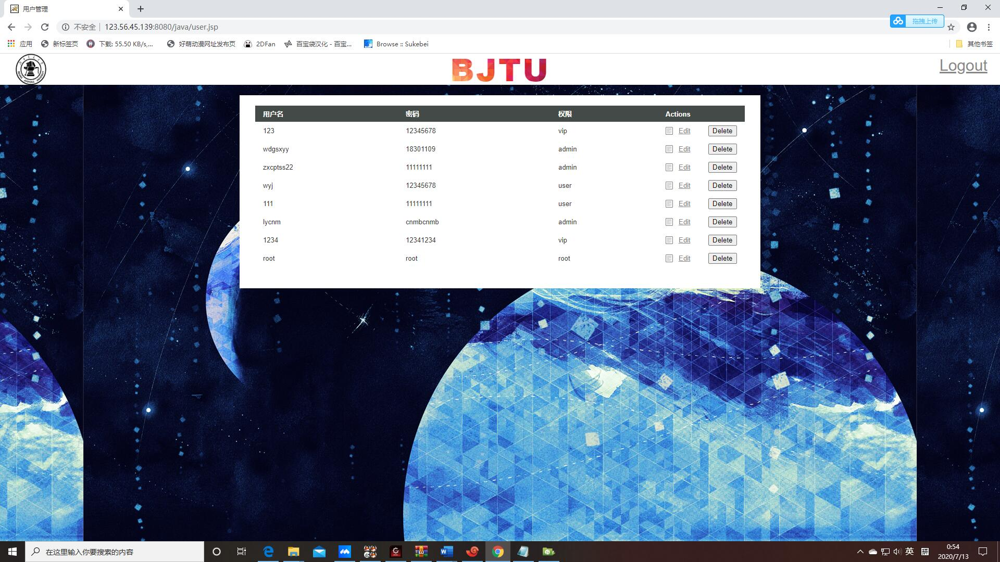 用户管理
不安全 123.56.45.139:8080/java/user.jsp
拖拽上传
应用 新标签页 下载: 55.50 KB/s,... 好萌动漫网址发布页 2DFan 百宝袋汉化 - 百宝... Browse :: Sukebei 其他书签
BJTU
Logout
用户名 密码 权限 Actions
123 12345678 vip Edit Delete
wdgsxyy 18301109 admin Edit Delete
zxcptss22 11111111 admin Edit Delete
wyj 12345678 user Edit Delete
111 11111111 user Edit Delete
lycnm cnmbcnmb admin Edit Delete
1234 12341234 vip Edit Delete
root root root Edit Delete
在这里输入你要搜索的内容
英 拼
0:54
2020/7/13